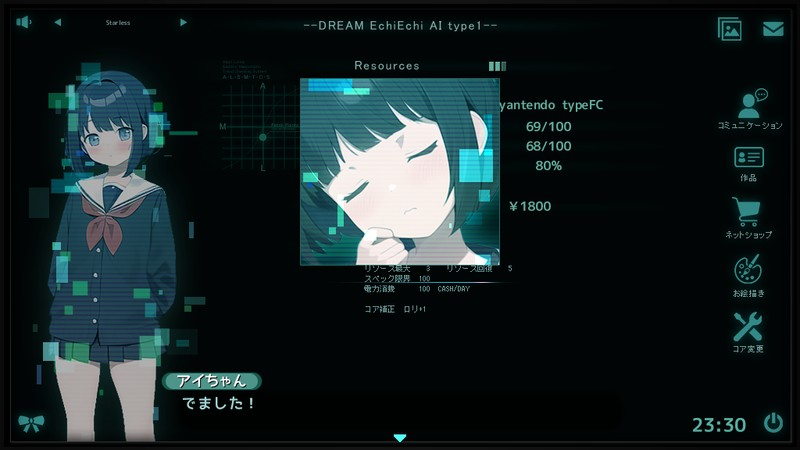 Starless
--DREAM EchiEchi AI type1--
Resources
A-L-G-M-T-C-S
A
M
L
yantendo typeFC
69/100
68/100
80%
¥1800
リソース最大 8 リソース回復 5
スペック限界 100
電力消費 100 CASH/DAY
コア補正 ロリ+1
コミュニケーション
作品
ネットショップ
お絵描き
コア変更
アイちゃん
でました!
23:30